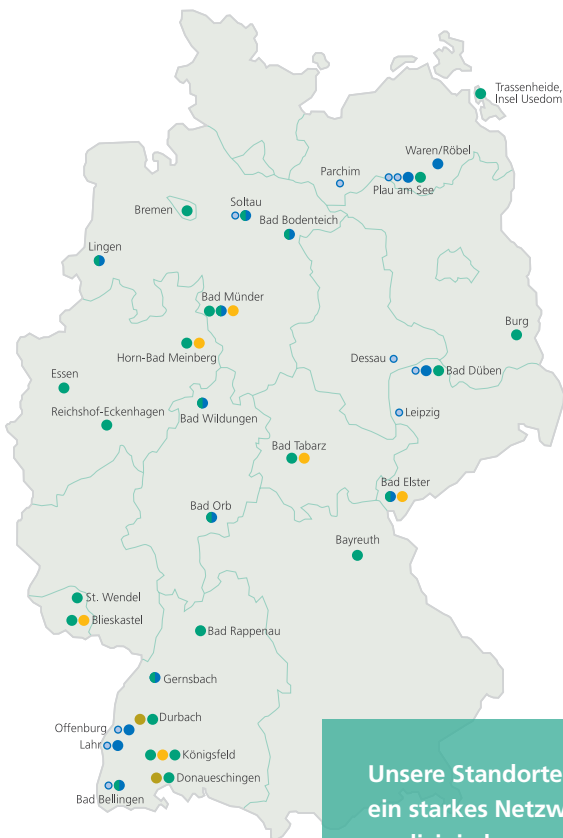 Trassenheide,
Insel Usedom
Waren/Röbel
Parchim
Plau am See
Soltau
Bremen
Bad Bodenteich
Lingen
Bad Münder
Burg
Horn-Bad Meinberg
Dessau
Bad Düben
Essen
Leipzig
Reichshof-Eckenhagen
Bad Wildungen
Bad Tabarz
Bad Elster
Bad Orb
Bayreuth
St. Wendel
Blieskastel
Bad Rappenau
Gernsbach
Durbach
Offenburg
Lahr
Königsfeld
Donaueschingen
Bad Bellingen
Unsere Standorte
ein starkes Netzw